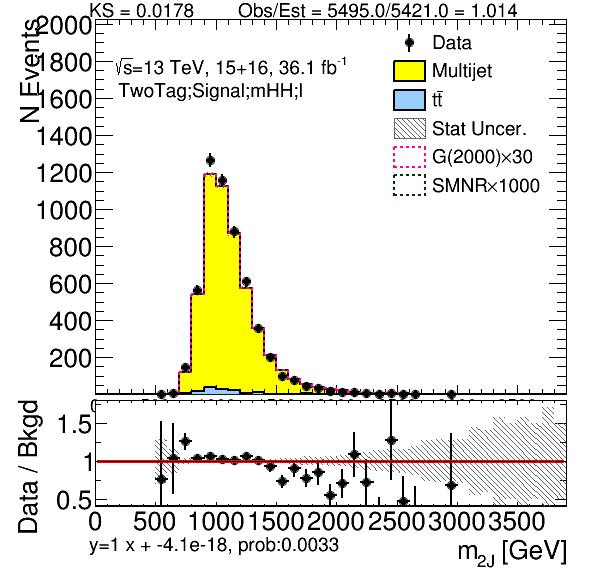 KS = 0.0178 Obs/Est = 5495.0/5421.0 = 1.014
N Events
2000
1800
1600
1400
1200
1000
800
600
400
200
√s=13 TeV, 15+16, 36.1 fb⁻¹
TwoTag;Signal;mHH;l
Data
Multijet
tt̄
Stat Uncer.
G(2000)×30
SMNR×1000
Data / Bkgd
1.5
1
0.5
0 500 1000 1500 2000 2500 3000 3500
y=1 x + -4.1e-18, prob:0.0033
m2J [GeV]